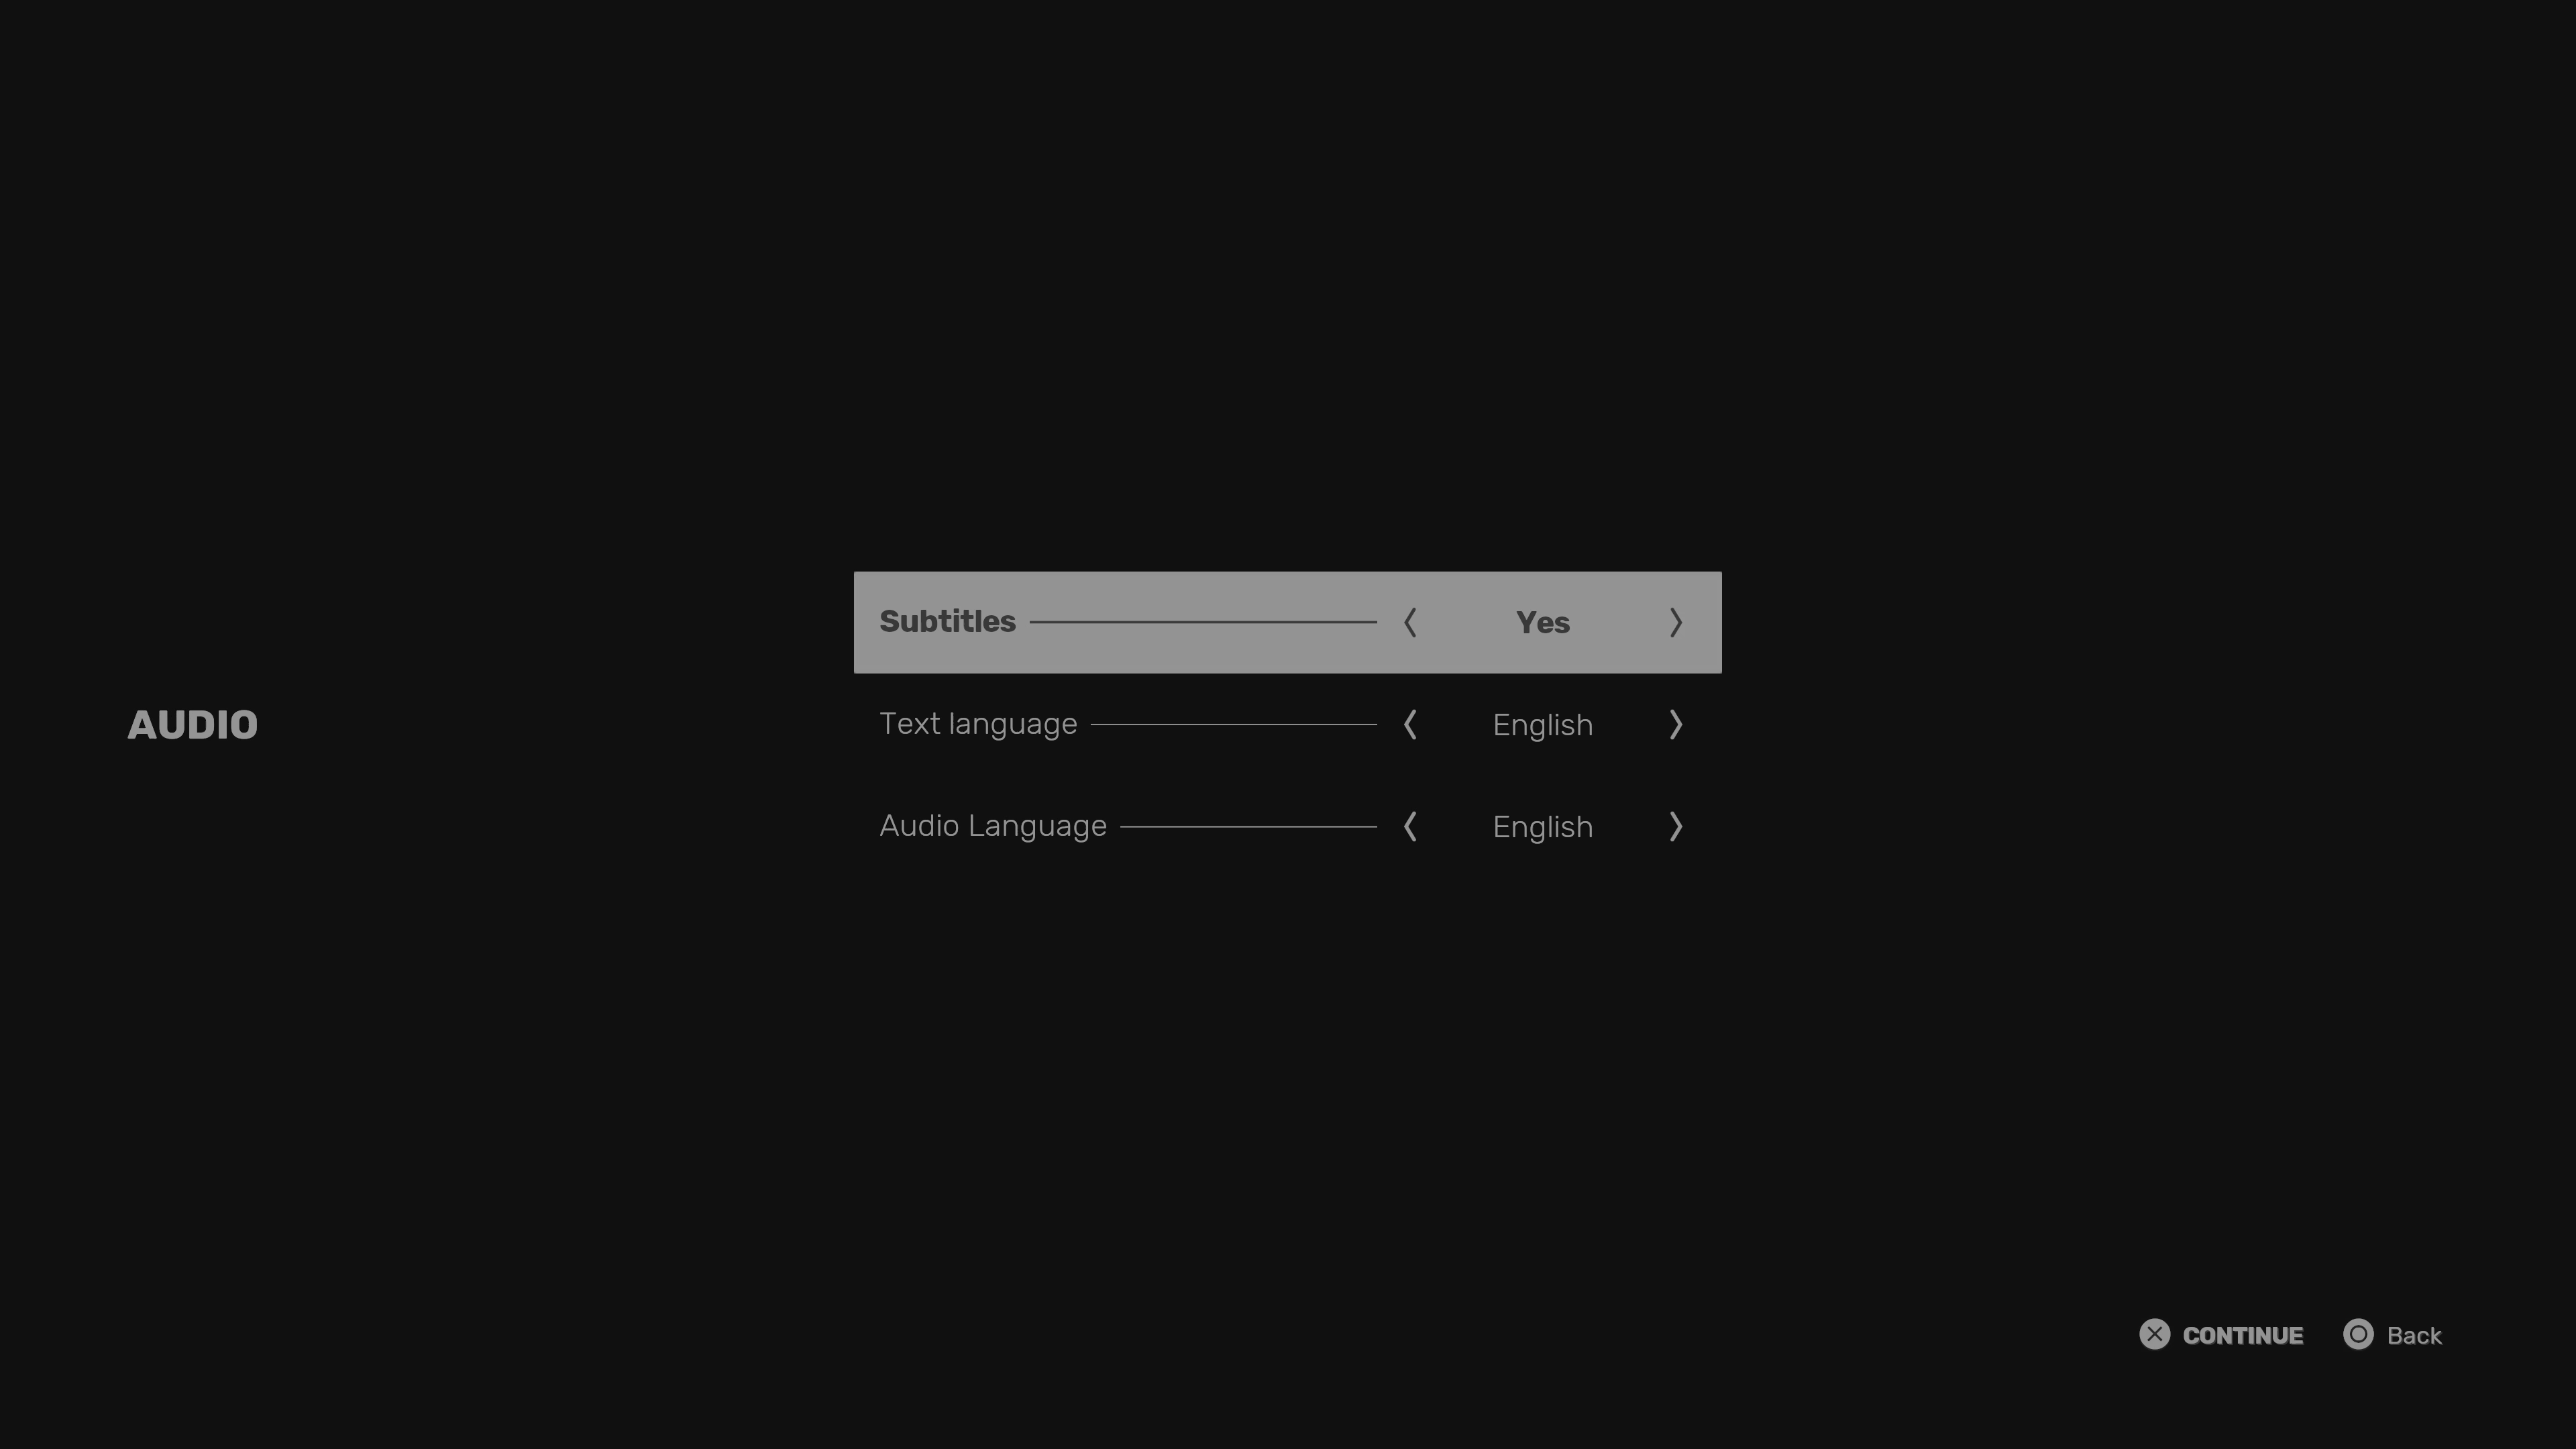 Subtitles Yes
AUDIO
Text language English
Audio Language English
CONTINUE Back